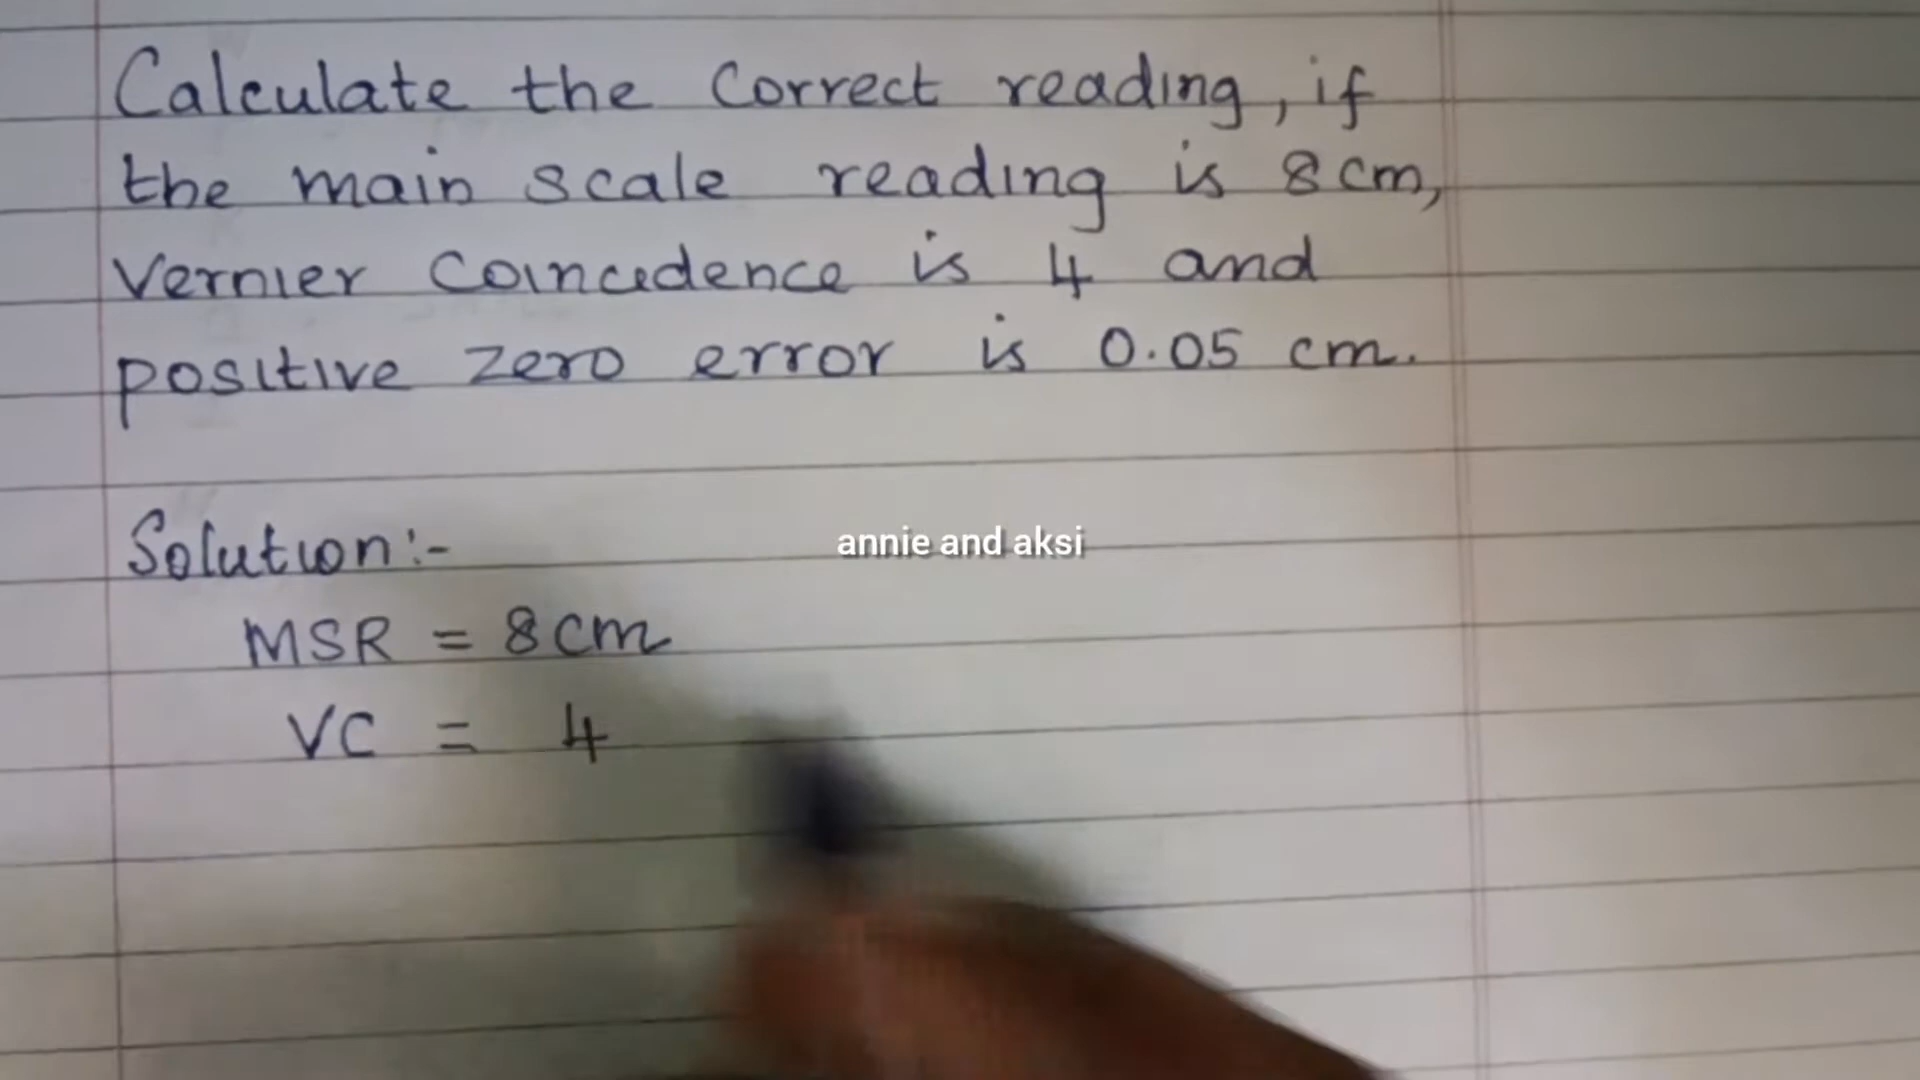 Calculate the Correct reading, if
the main scale reading is 8cm,
Vernier Coincidence is 4 and
positive zero error is 0.05 cm.
Solution:-
annie and aksi
MSR = 8cm
VC = 4